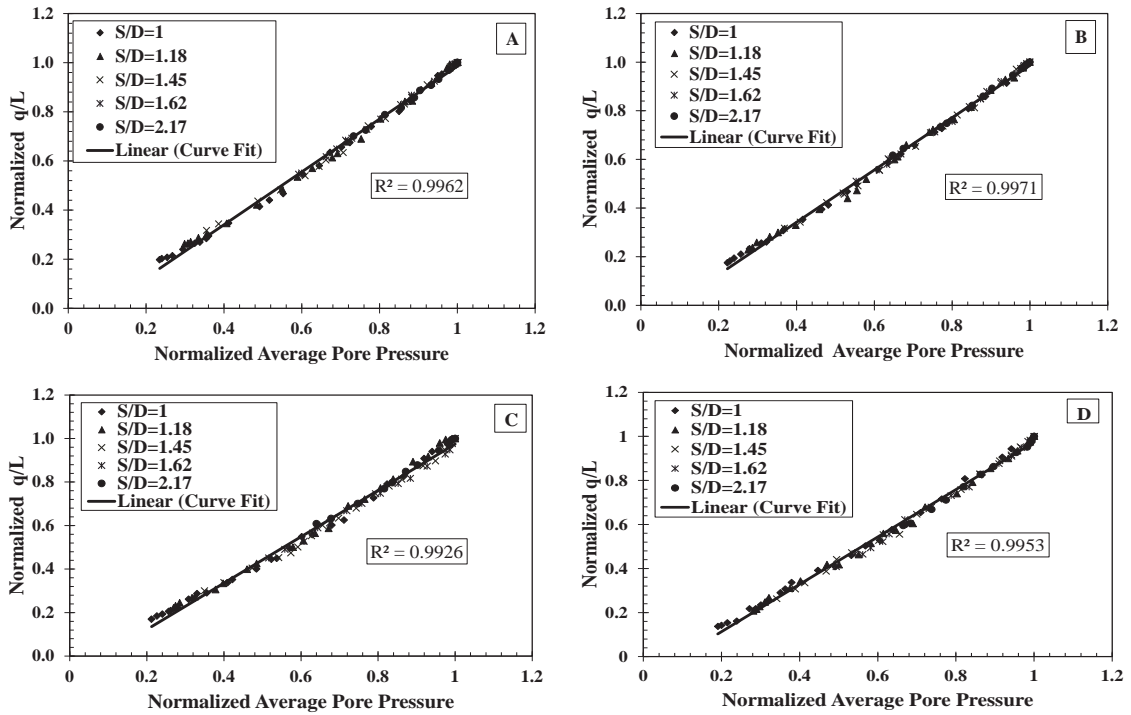 A
S/D=1
S/D=1.18
S/D=1.45
S/D=1.62
S/D=2.17
Linear (Curve Fit)
R² = 0.9962
Normalized q/L
1.2
1.0
0.8
0.6
0.4
0.2
0.0
0 0.2 0.4 0.6 0.8 1 1.2
Normalized Average Pore Pressure
B
S/D=1
S/D=1.18
S/D=1.45
S/D=1.62
S/D=2.17
Linear (Curve Fit)
R² = 0.9971
Normalized q/L
1.2
1.0
0.8
0.6
0.4
0.2
0.0
0 0.2 0.4 0.6 0.8 1 1.2
Normalized Avearge Pore Pressure
C
S/D=1
S/D=1.18
S/D=1.45
S/D=1.62
S/D=2.17
Linear (Curve Fit)
R² = 0.9926
Normalized q/L
1.2
1.0
0.8
0.6
0.4
0.2
0.0
0 0.2 0.4 0.6 0.8 1 1.2
Normalized Average Pore Pressure
D
S/D=1
S/D=1.18
S/D=1.45
S/D=1.62
S/D=2.17
Linear (Curve Fit)
R² = 0.9953
Normalized q/L
1.2
1
0.8
0.6
0.4
0.2
0
0 0.2 0.4 0.6 0.8 1 1.2
Normalized Average Pore Pressure